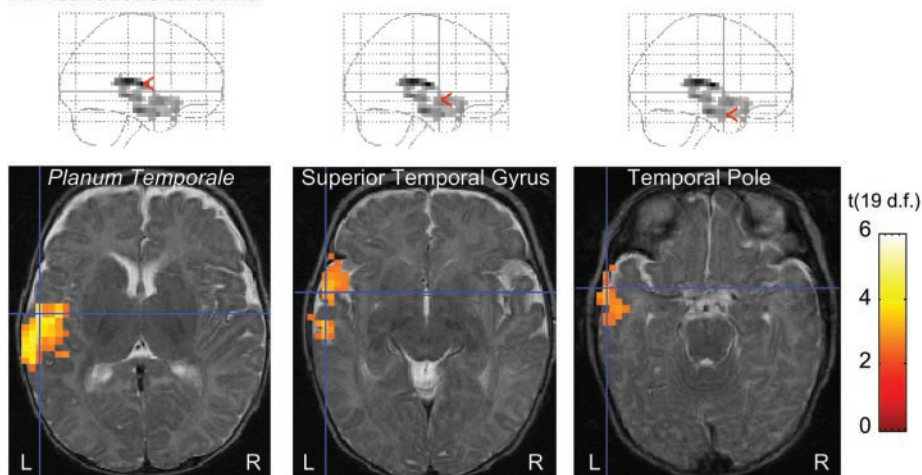 Planum Temporale
Superior Temporal Gyrus
Temporal Pole
t(19 d.f.)
6
4
2
0
L R
L R
L R